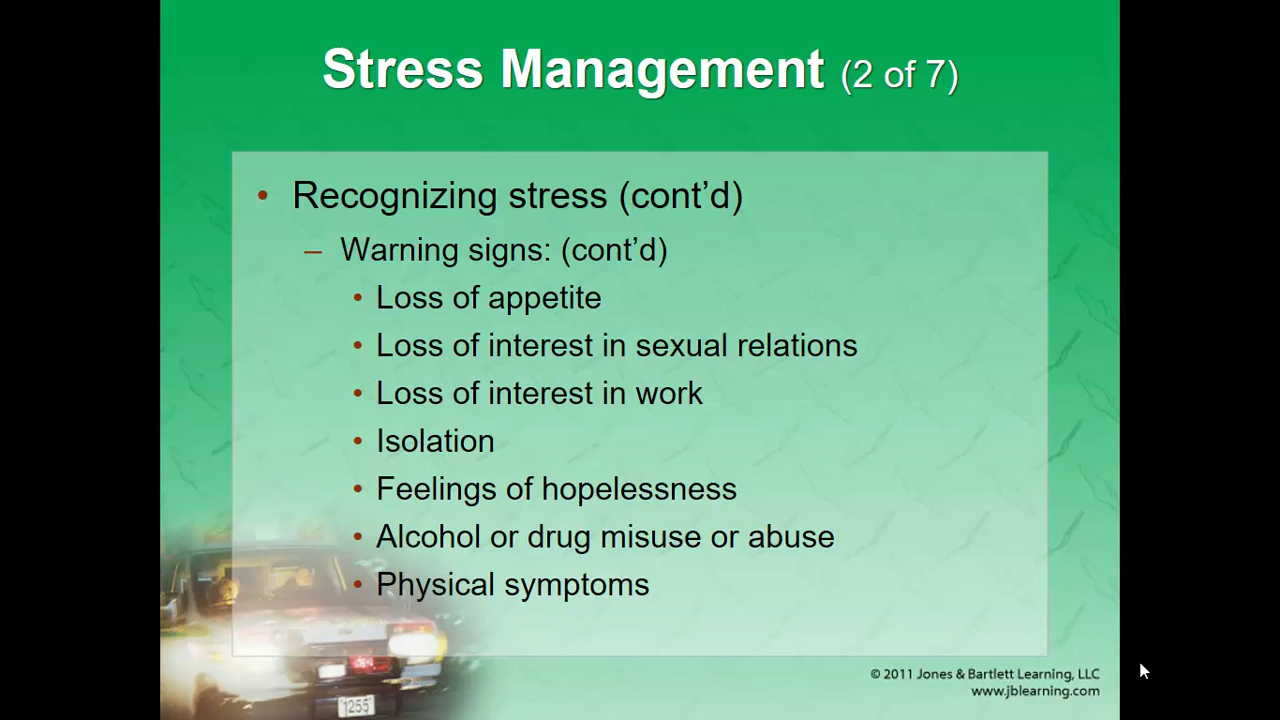 Stress Management (2 of 7)
• Recognizing stress (cont’d)
– Warning signs: (cont’d)
• Loss of appetite
• Loss of interest in sexual relations
• Loss of interest in work
• Isolation
• Feelings of hopelessness
• Alcohol or drug misuse or abuse
• Physical symptoms
© 2011 Jones & Bartlett Learning, LLC
www.jblearning.com
1255